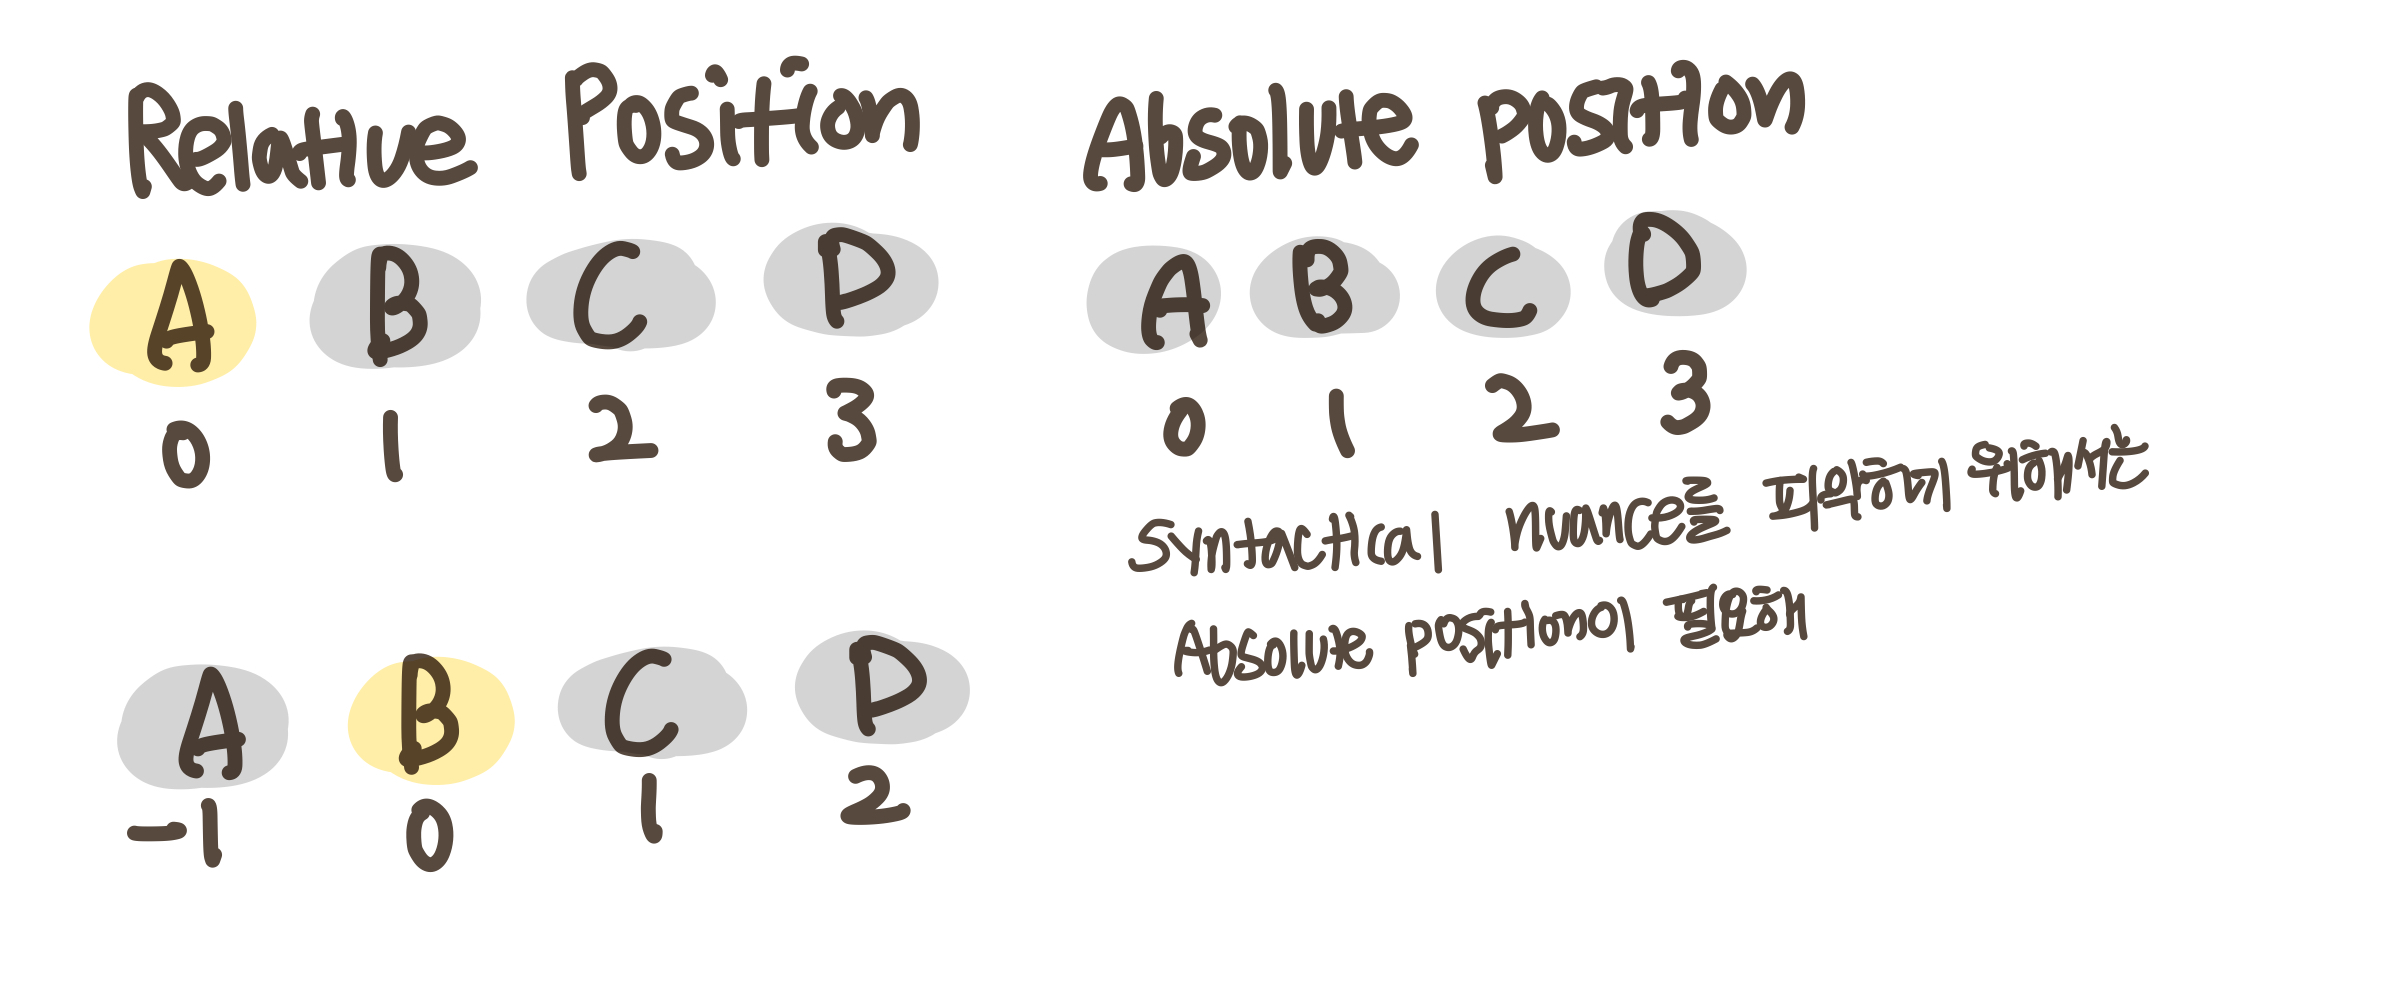 Relative Position
A B C D
0 1 2 3
A B C D
-1 0 1 2
Absolute position
A B C D
0 1 2 3
Syntactical nuance를 파악하기 위해서는
Absolute position이 필요해